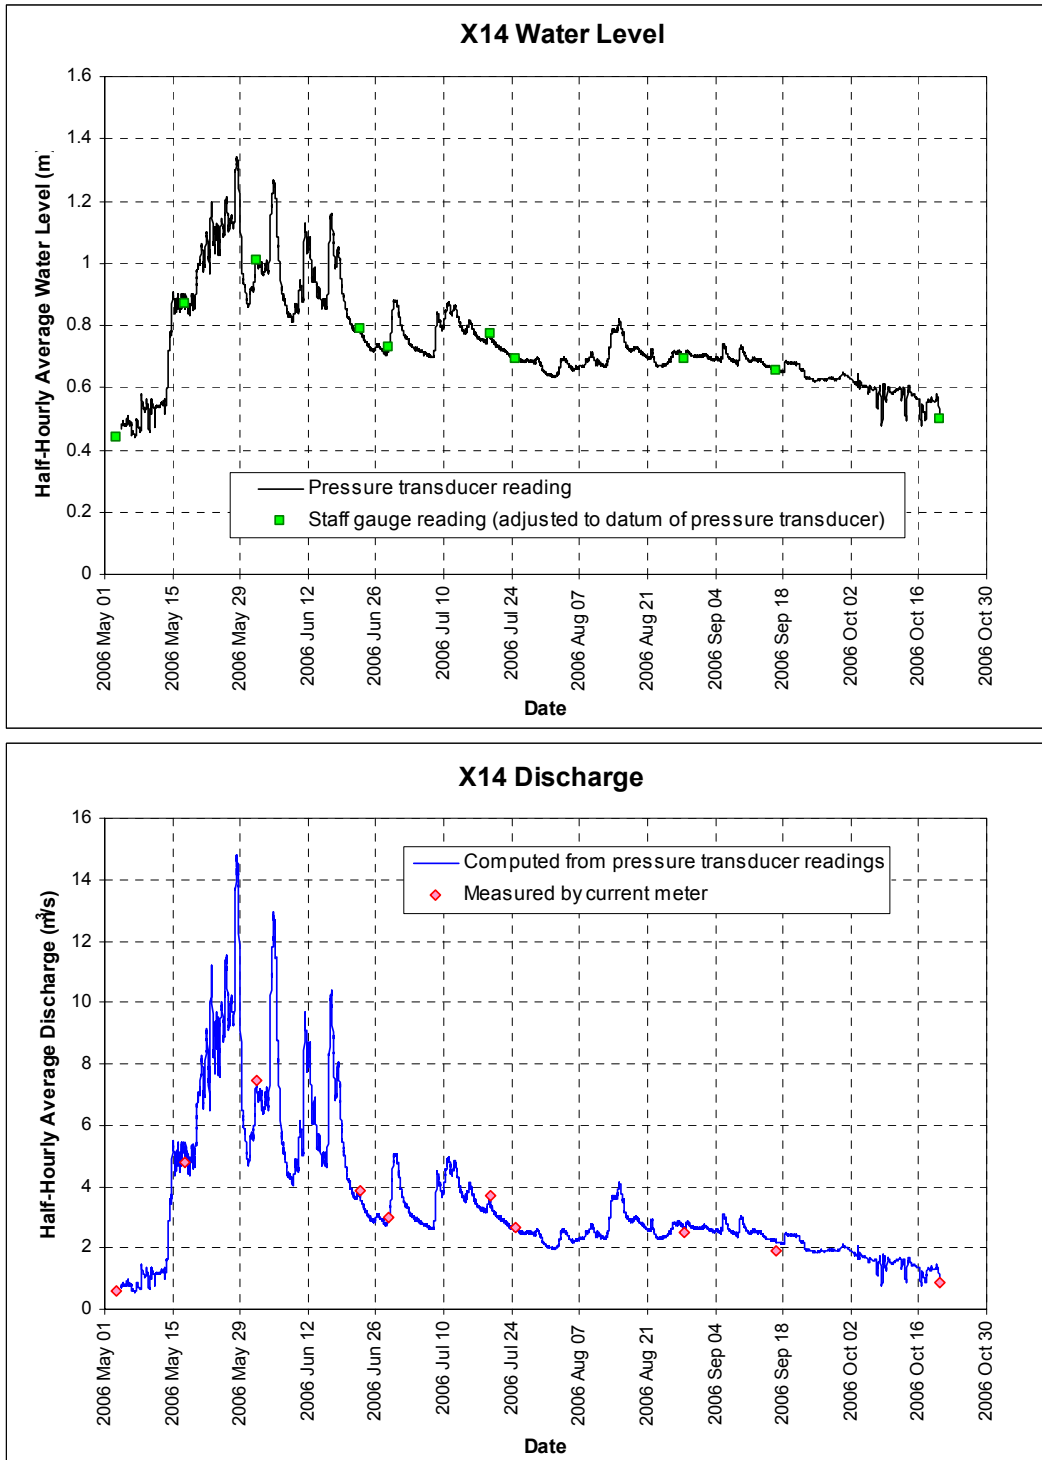 X14 Water Level
Half-Hourly Average Water Level (m
1.6
1.4
1.2
1
0.8
0.6
0.4
0.2
0
Pressure transducer reading
Staff gauge reading (adjusted to datum of pressure transducer)
2006 May 01
2006 May 15
2006 May 29
2006 Jun 12
2006 Jun 26
2006 Jul 10
2006 Jul 24
2006 Aug 07
2006 Aug 21
2006 Sep 04
2006 Sep 18
2006 Oct 02
2006 Oct 16
2006 Oct 30
Date
X14 Discharge
Half-Hourly Average Discharge (m³/s)
16
14
12
10
8
6
4
2
0
Computed from pressure transducer readings
Measured by current meter
2006 May 01
2006 May 15
2006 May 29
2006 Jun 12
2006 Jun 26
2006 Jul 10
2006 Jul 24
2006 Aug 07
2006 Aug 21
2006 Sep 04
2006 Sep 18
2006 Oct 02
2006 Oct 16
2006 Oct 30
Date